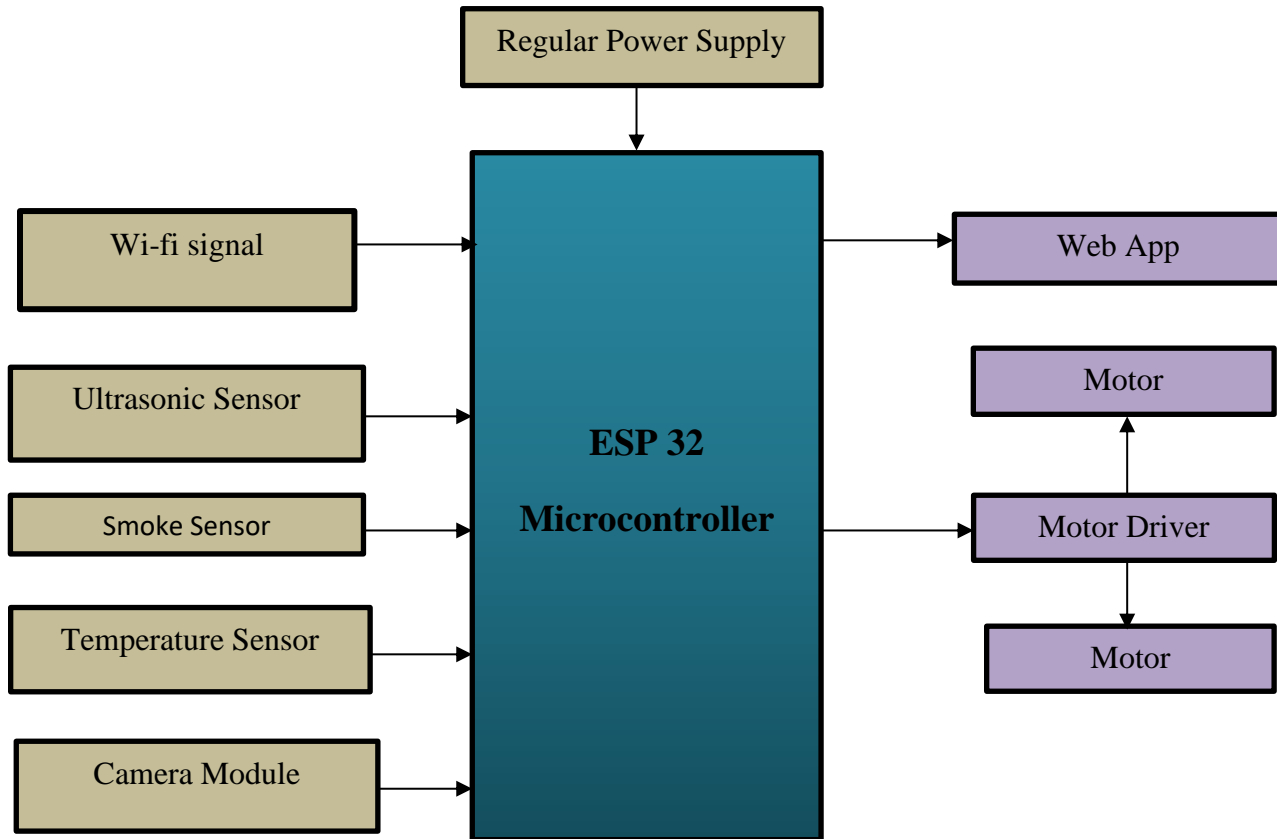 Regular Power Supply
Wi-fi signal
Web App
Ultrasonic Sensor
Motor
ESP 32
Microcontroller
Smoke Sensor
Motor Driver
Temperature Sensor
Motor
Camera Module